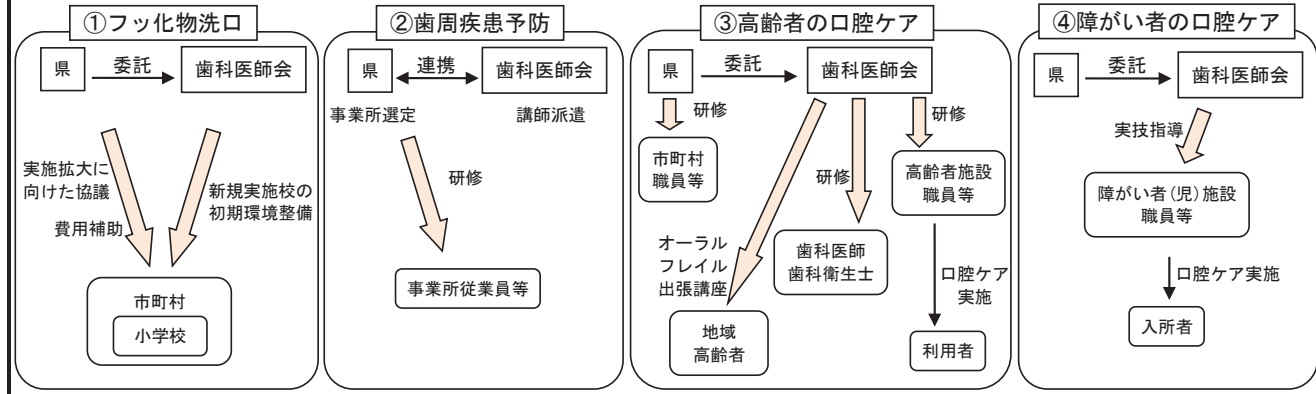 ①フッ化物洗口
県
委託
歯科医師会
実施拡大に
向けた協議
費用補助
新規実施校の
初期環境整備
市町村
小学校
②歯周疾患予防
県
連携
歯科医師会
事業所選定
講師派遣
研修
事業所従業員等
③高齢者の口腔ケア
県
委託
歯科医師会
研修
市町村
職員等
オーラル
フレイル
出張講座
地域
高齢者
研修
歯科医師
歯科衛生士
研修
高齢者施設
職員等
口腔ケア
実施
利用者
④障がい者の口腔ケア
県
委託
歯科医師会
実技指導
障がい者(児)施設
職員等
口腔ケア実施
入所者